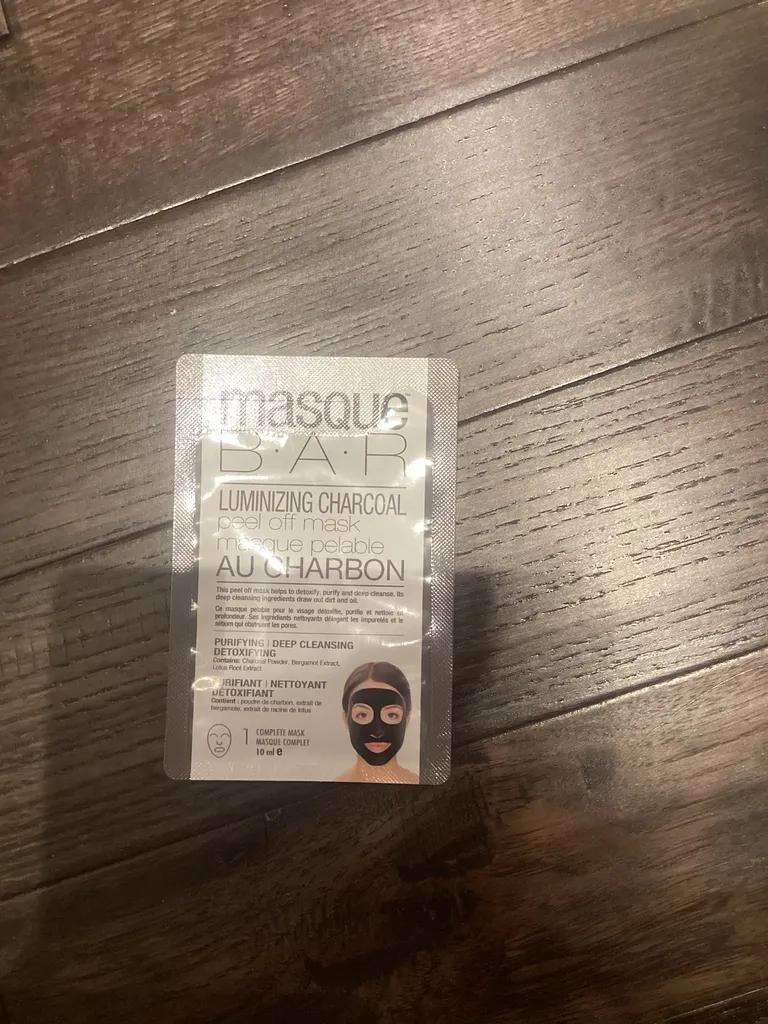 masque™
B·A·R
LUMINIZING CHARCOAL
peel off mask
masque pelable
AU CHARBON
This peel off mask helps to detoxify, purify and deep cleanse. Its
deep cleansing ingredients draw out dirt and oil.
Ce masque pelable pour le visage détoxifie, purifie et nettoie en
profondeur. Ses ingrédients nettoyants délogent les impuretés et le
sébum qui obstruent les pores.
PURIFYING | DEEP CLEANSING
DETOXIFYING
Contains: Charcoal Powder, Bergamot Extract,
Lotus Root Extract
PURIFIANT | NETTOYANT
DETOXIFIANT
Contient : poudre de charbon, extrait de
bergamote, extrait de racine de lotus
1 COMPLETE MASK
MASQUE COMPLET
10 ml e